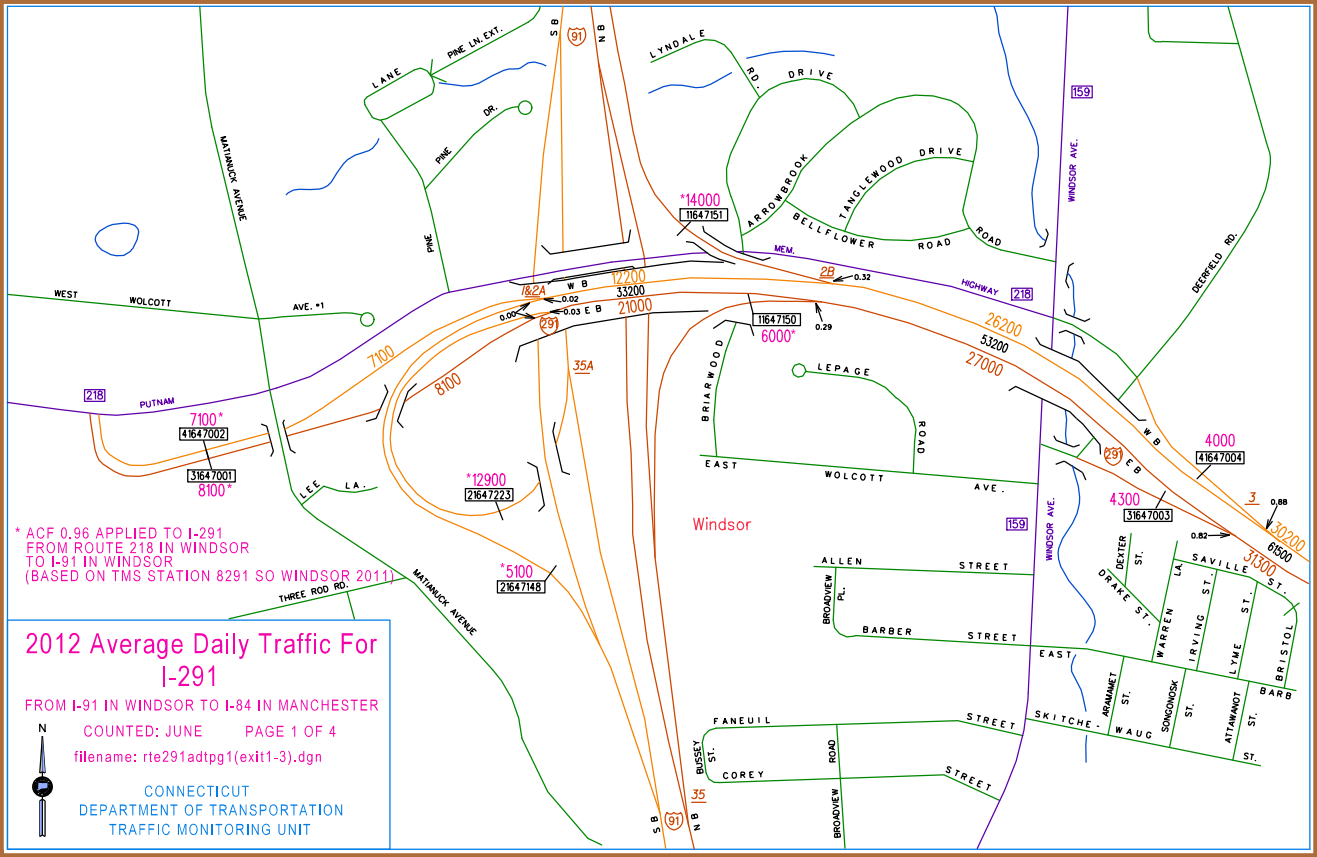 S B
91
N B
PINE LN. EXT.
LANE
LYNDALE
RD.
DRIVE
159
PINE
DR.
MATIANUCK AVENUE
WINDSOR AVE.
ARROWBROOK
TANGLEWOOD DRIVE
BELLFLOWER ROAD
ROAD
*14000
11647151
PINE
MEM.
HIGHWAY
218
DEERFIELD RD.
2B
0.32
WEST WOLCOTT AVE. #1
1&2A
W B
12200
33200
0.02
0.00
0.03
E B
21000
291
11647150
6000*
0.29
26200
53200
27000
7100
8100
35A
BRIARWOOD
LEPAGE
ROAD
218
PUTNAM
7100*
41647002
31647001
8100*
W B
291
E B
4000
41647004
EAST WOLCOTT AVE.
LEE LA.
*12900
21647223
4300
31647003
3
0.88
30200
61500
31300
0.82
Windsor
159
WINDSOR AVE.
* ACF 0.96 APPLIED TO I-291
FROM ROUTE 218 IN WINDSOR
TO I-91 IN WINDSOR
(BASED ON TMS STATION 8291 SO WINDSOR 2011)
*5100
21647148
THREE ROD RD.
MATIANUCK AVENUE
ALLEN STREET
BROADVIEW
PL.
BARBER STREET
DEXTER
ST.
DRAKE ST.
SAVILLE ST.
WARREN
LA.
IRVING ST.
LYME ST.
BRISTOL
EAST
BARB
ARAMAMET
ST.
SONGONOSK
ST.
ATTAWANOT
ST.
SKITCHE-
WAUG
ST.
FANEUIL STREET
BUSSEY
ST.
COREY STREET
ROAD
BROADVIEW
35
S B
91
N B
2012 Average Daily Traffic For
I-291
FROM I-91 IN WINDSOR TO I-84 IN MANCHESTER
COUNTED: JUNE PAGE 1 OF 4
filename: rte291adtpg1(exit1-3).dgn
N
CONNECTICUT
DEPARTMENT OF TRANSPORTATION
TRAFFIC MONITORING UNIT